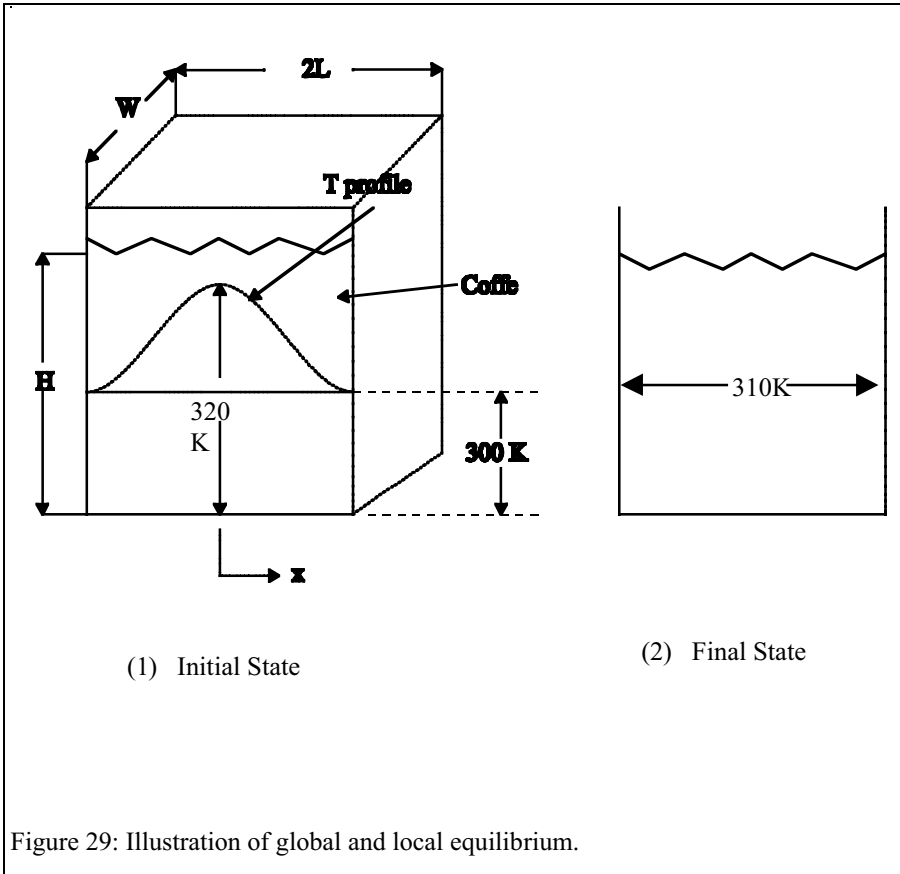 2L
W
T profile
Coffe
H
320
K
310K
300 K
x
(1) Initial State
(2) Final State
Figure 29: Illustration of global and local equilibrium.